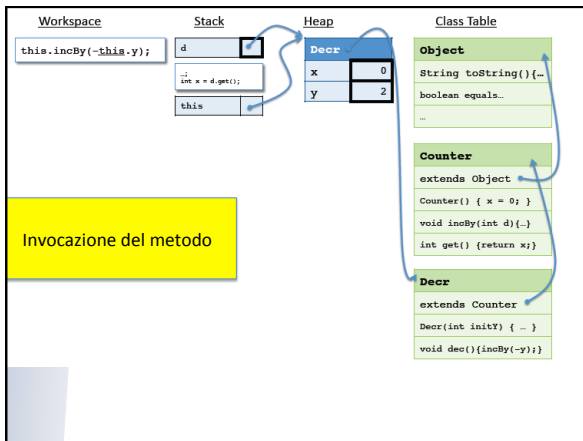 Workspace
Stack
Heap
Class Table
this.incBy(-this.y);
d
…;
int x = d.get();
this
Decr
x 0
y 2
Object
String toString(){…
boolean equals…
…
Counter
extends Object
Counter() { x = 0; }
void incBy(int d){…}
int get() {return x;}
Decr
extends Counter
Decr(int initY) { … }
void dec(){incBy(-y);}
Invocazione del metodo